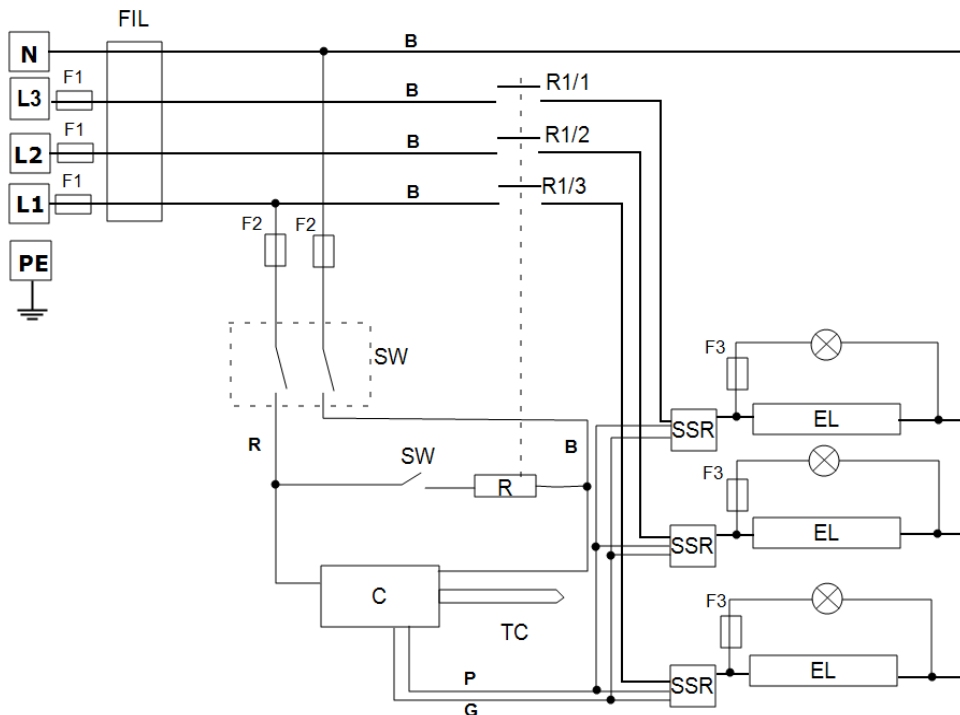 FIL
N
B
F1
L3
B
R1/1
F1
L2
B
R1/2
F1
L1
B
R1/3
F2
F2
PE
SW
F3
EL
SSR
R
SW
B
R
F3
EL
SSR
C
F3
TC
EL
P
SSR
G